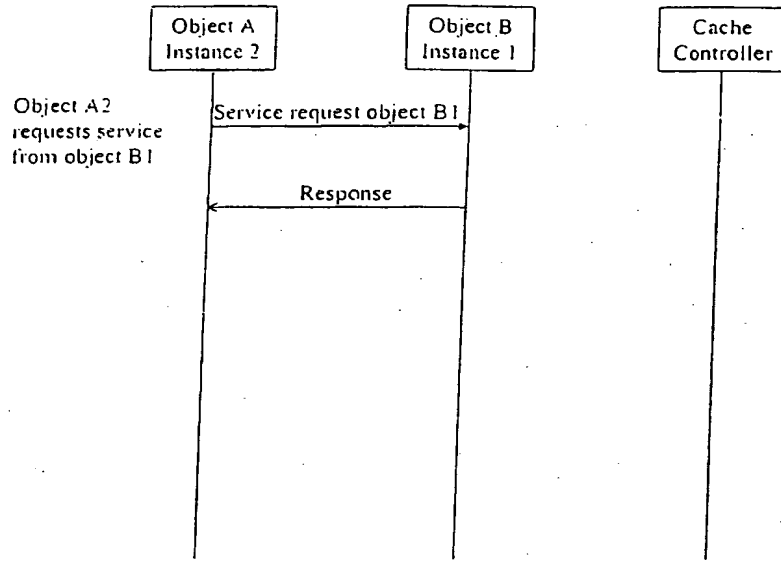 Object A
Instance 2
Object B
Instance 1
Cache
Controller
Object A2
requests service
from object B1
Service request object B1
Response